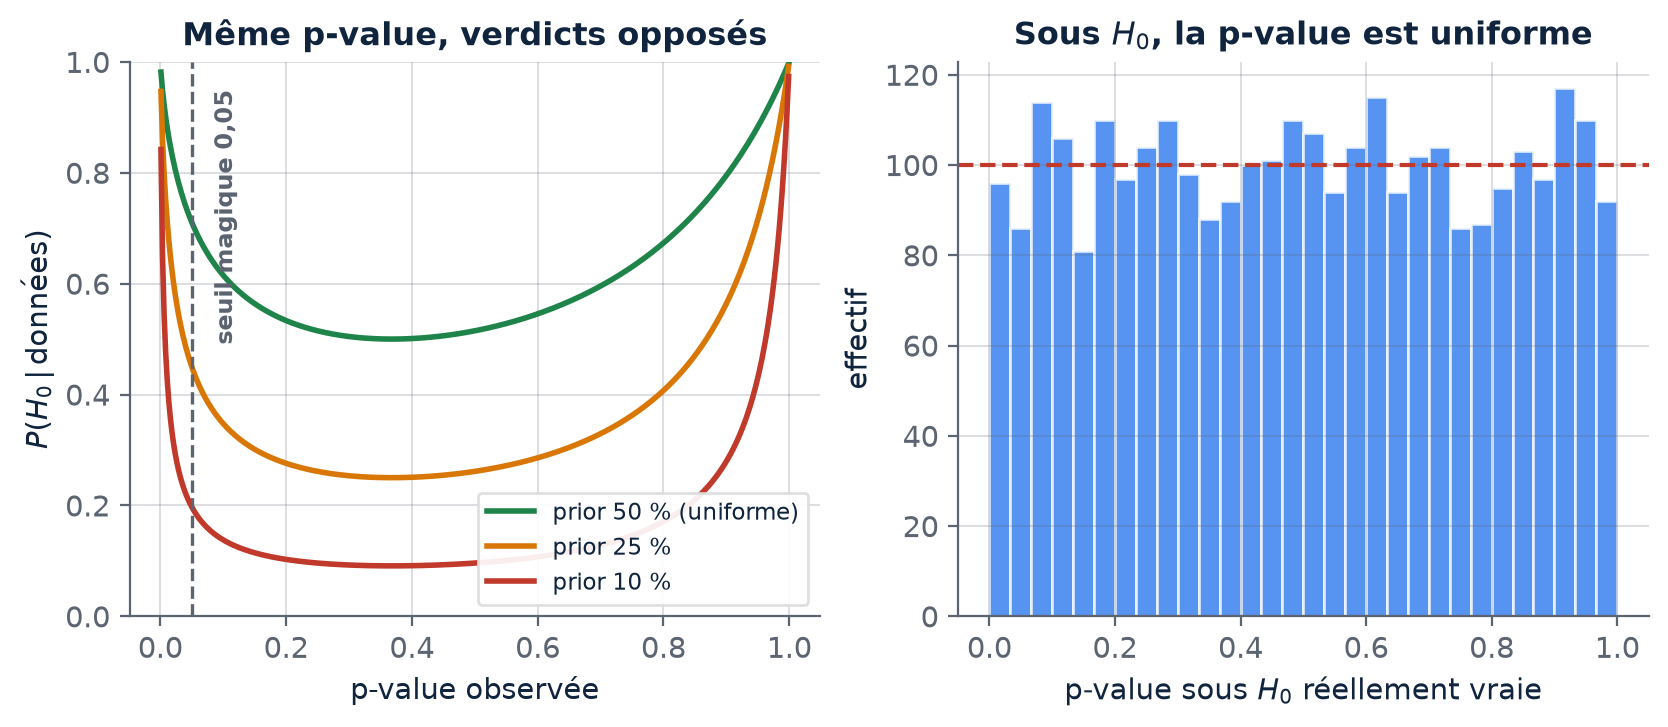 Même p-value, verdicts opposés
1.0
0.8
0.6
0.4
0.2
0.0
P(H₀ | données)
seuil magique 0,05
prior 50 % (uniforme)
prior 25 %
prior 10 %
0.0 0.2 0.4 0.6 0.8 1.0
p-value observée
Sous H₀, la p-value est uniforme
120
100
80
60
40
20
0
effectif
0.0 0.2 0.4 0.6 0.8 1.0
p-value sous H₀ réellement vraie